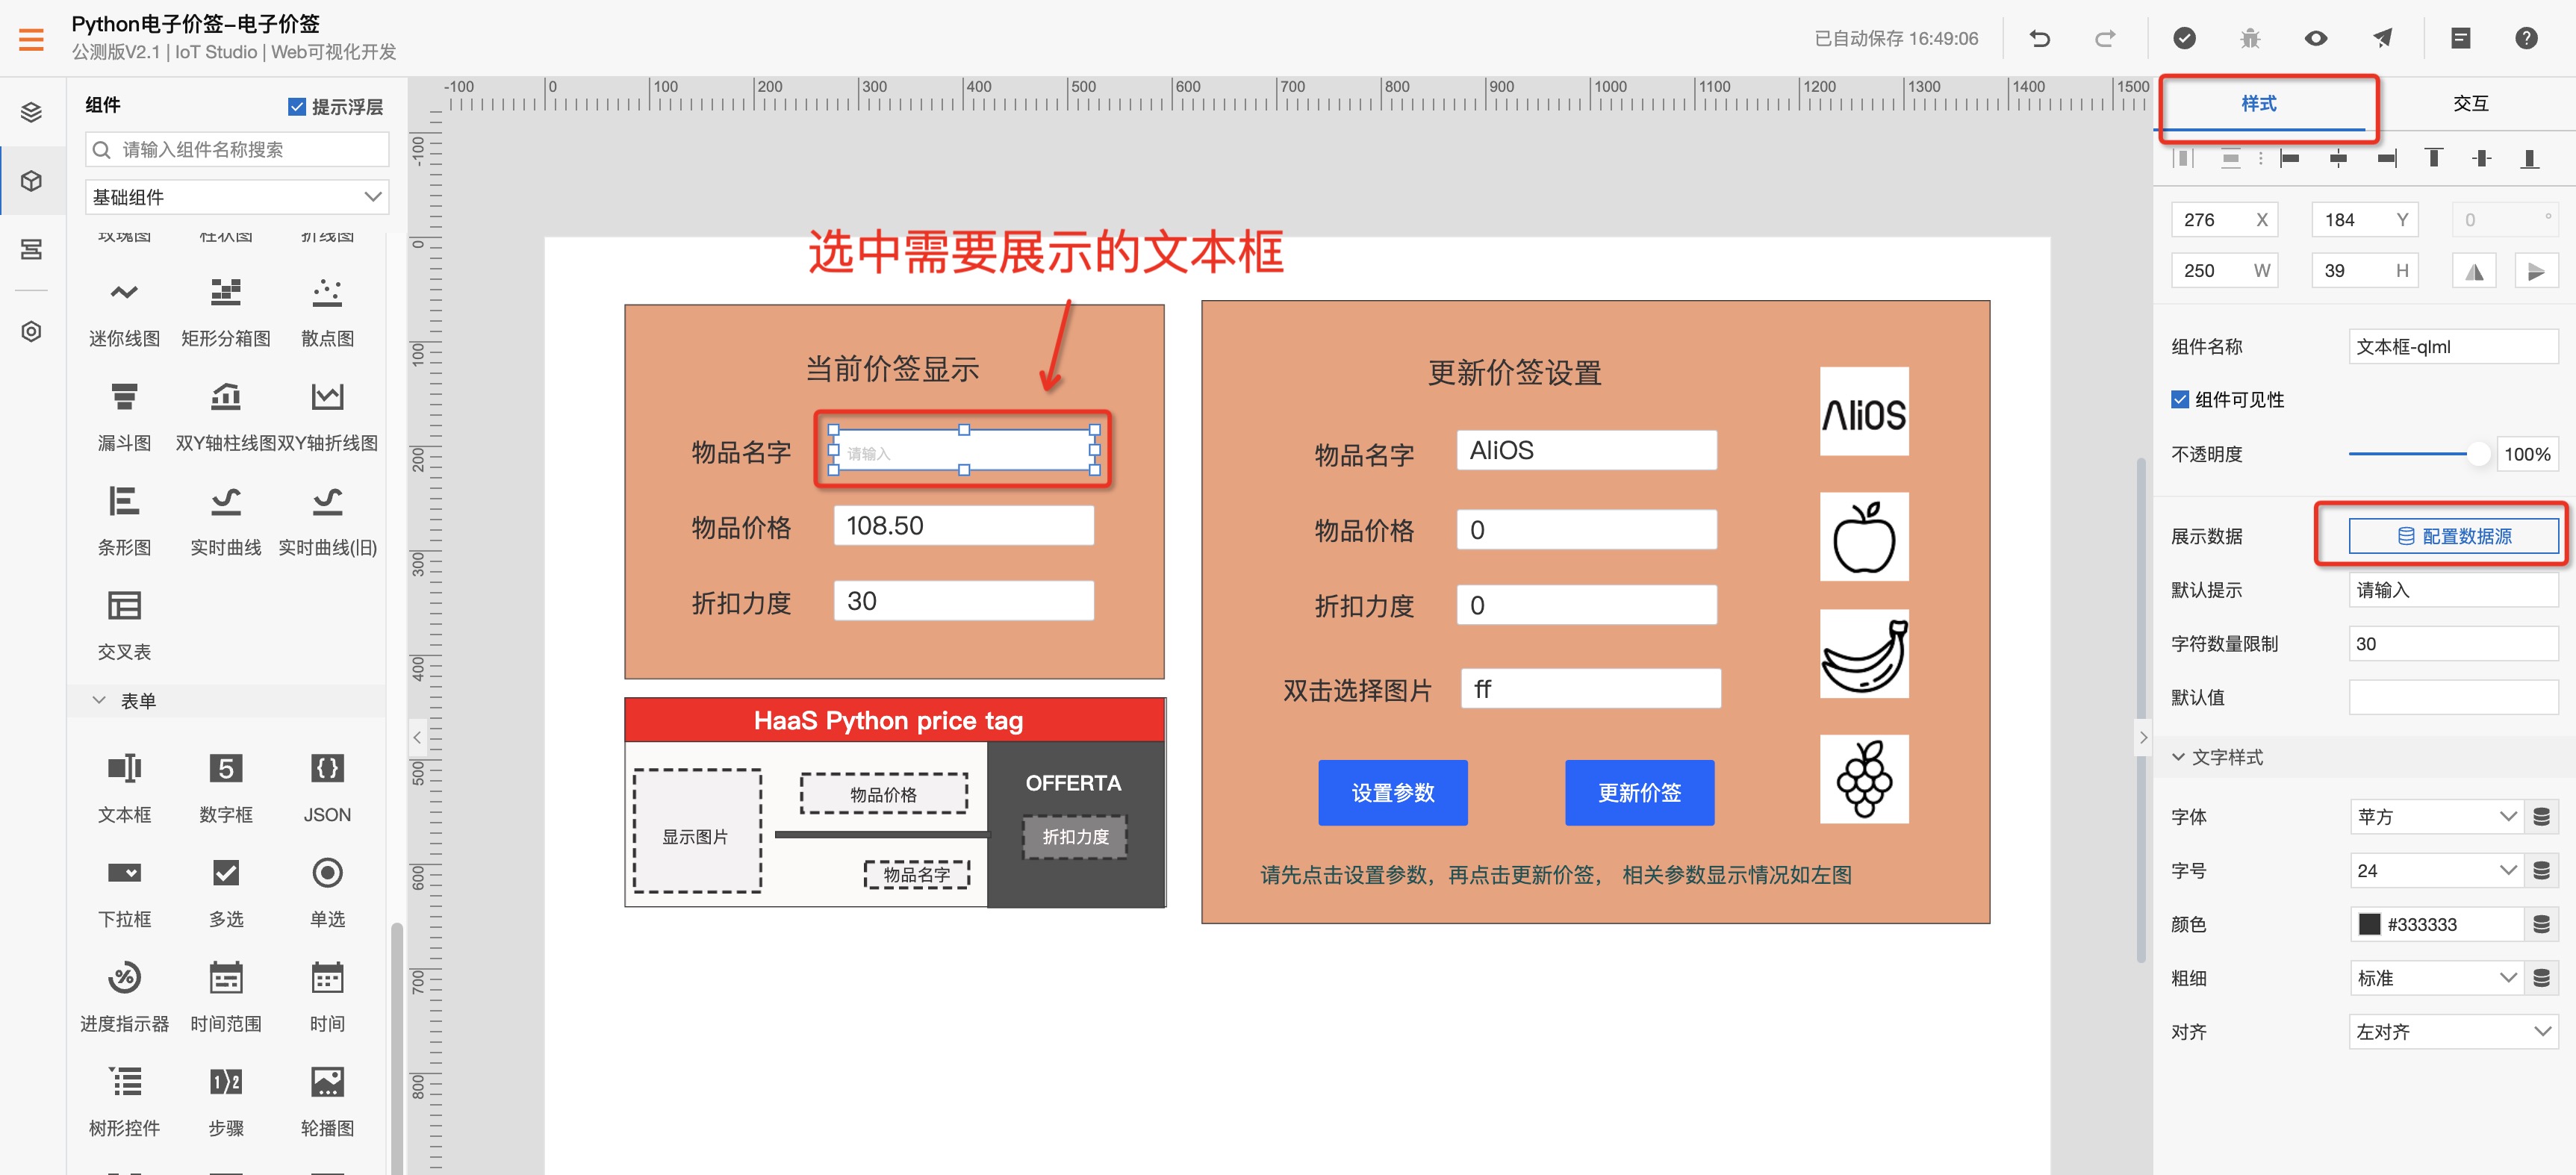 Python电子价签-电子价签
公测版V2.1 | IoT Studio | Web可视化开发
已自动保存 16:49:06
组件
提示浮层
请输入组件名称搜索
基础组件
玫瑰图 柱状图 折线图
迷你线图 矩形分箱图 散点图
漏斗图 双Y轴柱线图 双Y轴折线图
条形图 实时曲线 实时曲线(旧)
交叉表
表单
文本框 数字框 JSON
下拉框 多选 单选
进度指示器 时间范围 时间
树形控件 步骤 轮播图
-100 0 100 200 300 400 500 600 700 800 900 1000 1100 1200 1300 1400 1500
-100
0
100
200
300
400
500
600
700
800
选中需要展示的文本框
当前价签显示
物品名字 请输入
物品价格 108.50
折扣力度 30
HaaS Python price tag
显示图片
物品价格
物品名字
OFFERTA
折扣力度
更新价签设置
物品名字 AliOS
物品价格 0
折扣力度 0
双击选择图片 ff
设置参数 更新价签
请先点击设置参数，再点击更新价签， 相关参数显示情况如左图
AliOS
样式 交互
276 X 184 Y 0 °
250 W 39 H
组件名称 文本框-qlml
组件可见性
不透明度 100%
展示数据 配置数据源
默认提示 请输入
字符数量限制 30
默认值
文字样式
字体 苹方
字号 24
颜色 #333333
粗细 标准
对齐 左对齐